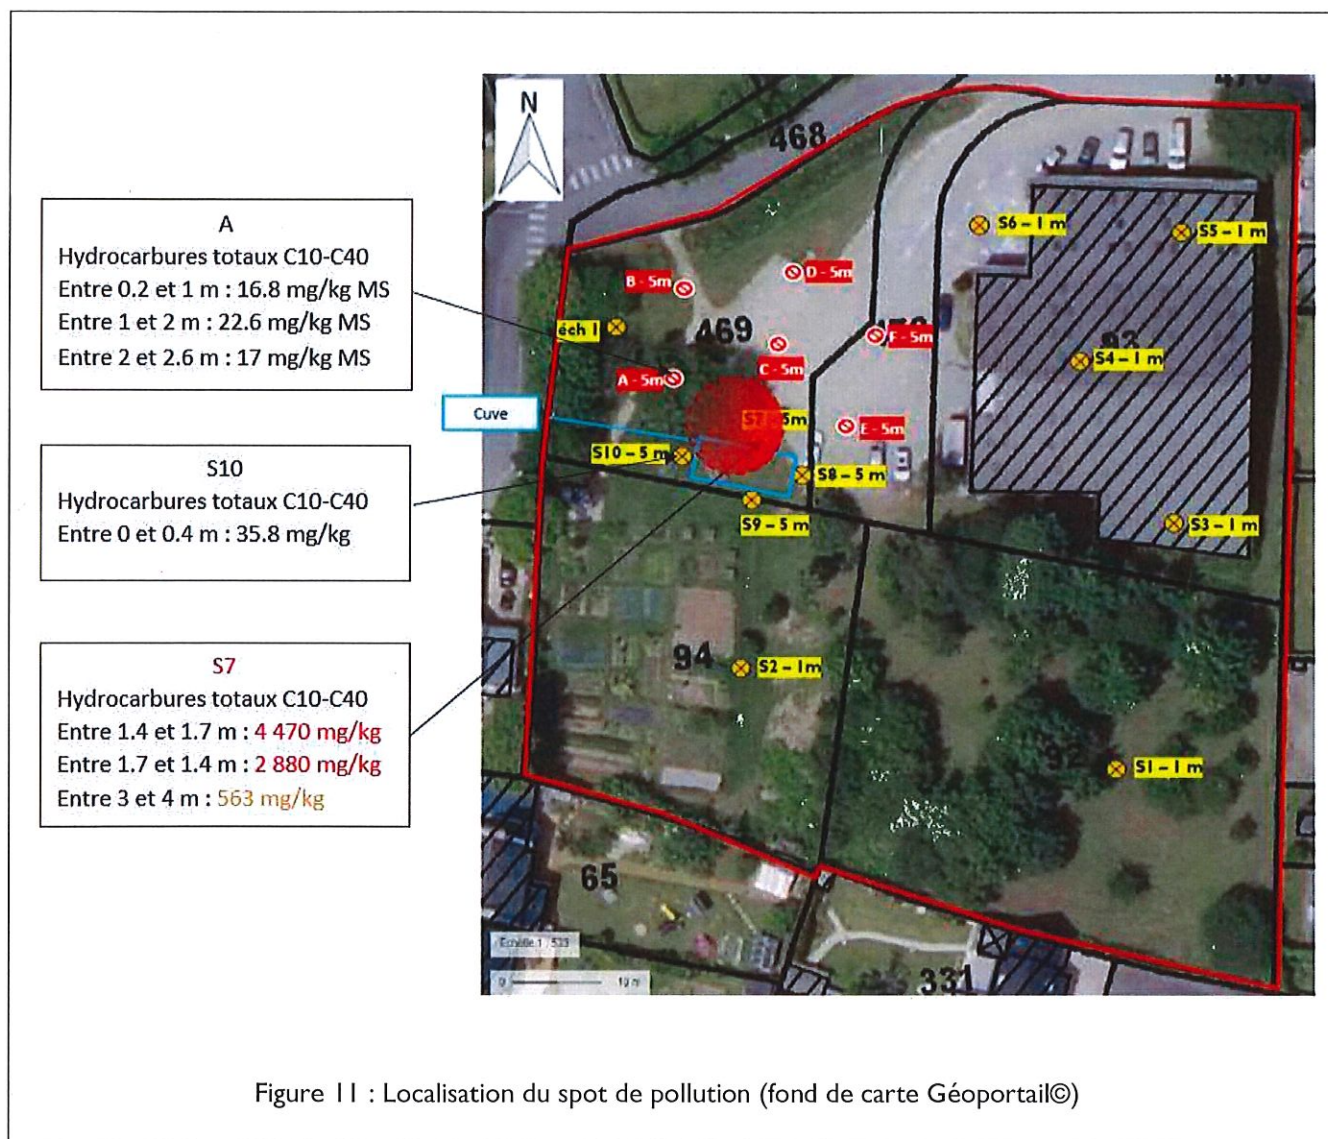 N
468
A
Hydrocarbures totaux C10-C40
Entre 0.2 et 1 m : 16.8 mg/kg MS
Entre 1 et 2 m : 22.6 mg/kg MS
Entre 2 et 2.6 m : 17 mg/kg MS
S6 – 1 m
S5 – 1 m
B - 5m
D - 5m
éch 1
469
F - 5m
C - 5m
S4 – 1 m
A - 5m
Cuve
E - 5m
S10 – 5 m
S8 – 5 m
S9 – 5 m
S3 – 1 m
S10
Hydrocarbures totaux C10-C40
Entre 0 et 0.4 m : 35.8 mg/kg
S7
Hydrocarbures totaux C10-C40
Entre 1.4 et 1.7 m : 4 470 mg/kg
Entre 1.7 et 1.4 m : 2 880 mg/kg
Entre 3 et 4 m : 563 mg/kg
94
S2 – 1m
92
S1 – 1 m
65
Echelle 1 : 533
0 10 m
331
Figure 11 : Localisation du spot de pollution (fond de carte Géoportail©)